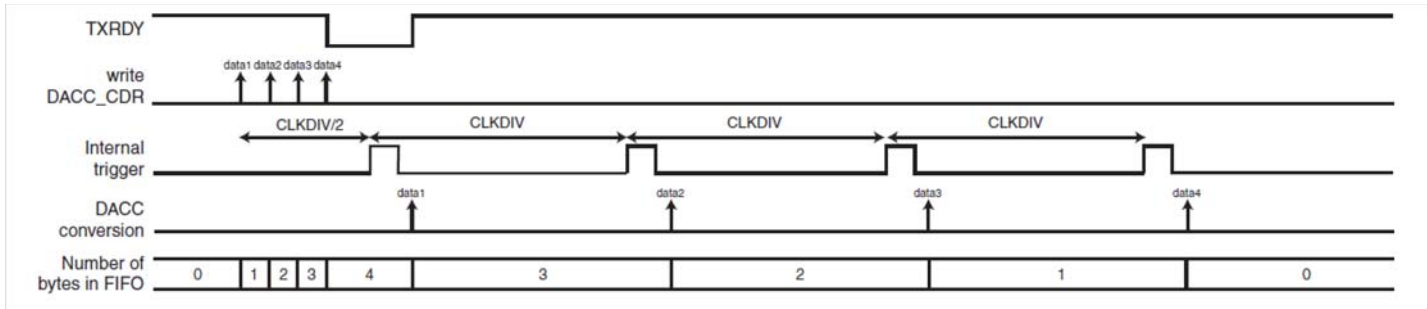 TXRDY
data1 data2 data3 data4
write
DACC_CDR
CLKDIV/2 CLKDIV CLKDIV CLKDIV
Internal
trigger
data1 data2 data3 data4
DACC
conversion
Number of
bytes in FIFO
0 1 2 3 4 3 2 1 0